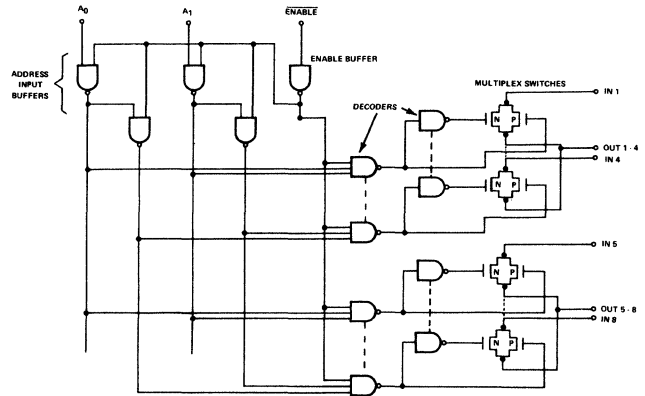 A0
A1
ENABLE
ADDRESS
INPUT
BUFFERS
ENABLE BUFFER
DECODERS
MULTIPLEX SWITCHES
IN 1
N P
OUT 1 - 4
IN 4
N P
IN 5
N P
OUT 5 - 8
IN 8
N P